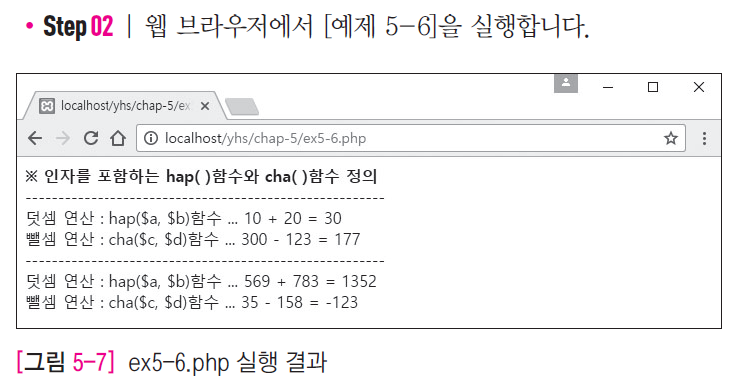 • Step 02 | 웹 브라우저에서 [예제 5-6]을 실행합니다.
localhost/yhs/chap-5/ex
localhost/yhs/chap-5/ex5-6.php
※ 인자를 포함하는 hap( )함수와 cha( )함수 정의
-------------------------------------------------------
덧셈 연산 : hap($a, $b)함수 ... 10 + 20 = 30
뺄셈 연산 : cha($c, $d)함수 ... 300 - 123 = 177
-------------------------------------------------------
덧셈 연산 : hap($a, $b)함수 ... 569 + 783 = 1352
뺄셈 연산 : cha($c, $d)함수 ... 35 - 158 = -123
[그림 5-7] ex5-6.php 실행 결과